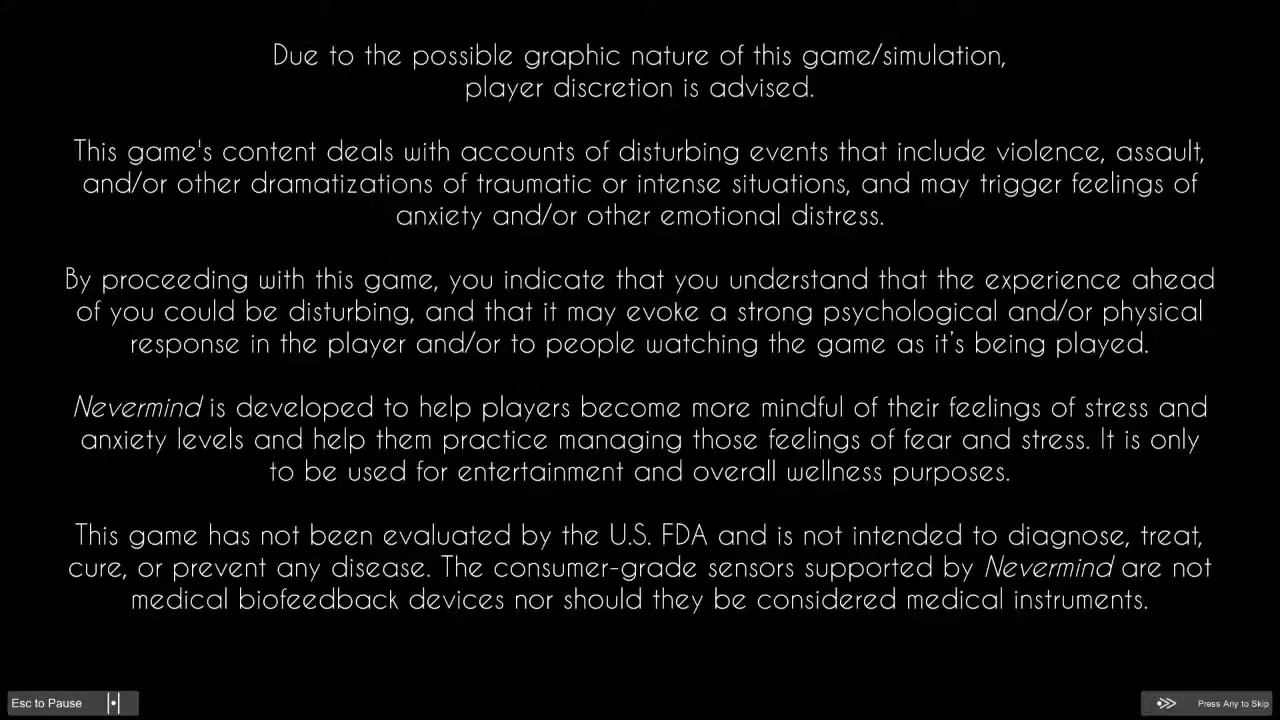 Due to the possible graphic nature of this game/simulation,
player discretion is advised.
This game's content deals with accounts of disturbing events that include violence, assault,
and/or other dramatizations of traumatic or intense situations, and may trigger feelings of
anxiety and/or other emotional distress.
By proceeding with this game, you indicate that you understand that the experience ahead
of you could be disturbing, and that it may evoke a strong psychological and/or physical
response in the player and/or to people watching the game as it’s being played.
Nevermind is developed to help players become more mindful of their feelings of stress and
anxiety levels and help them practice managing those feelings of fear and stress. It is only
to be used for entertainment and overall wellness purposes.
This game has not been evaluated by the U.S. FDA and is not intended to diagnose, treat,
cure, or prevent any disease. The consumer-grade sensors supported by Nevermind are not
medical biofeedback devices nor should they be considered medical instruments.
Esc to Pause
Press Any to Skip